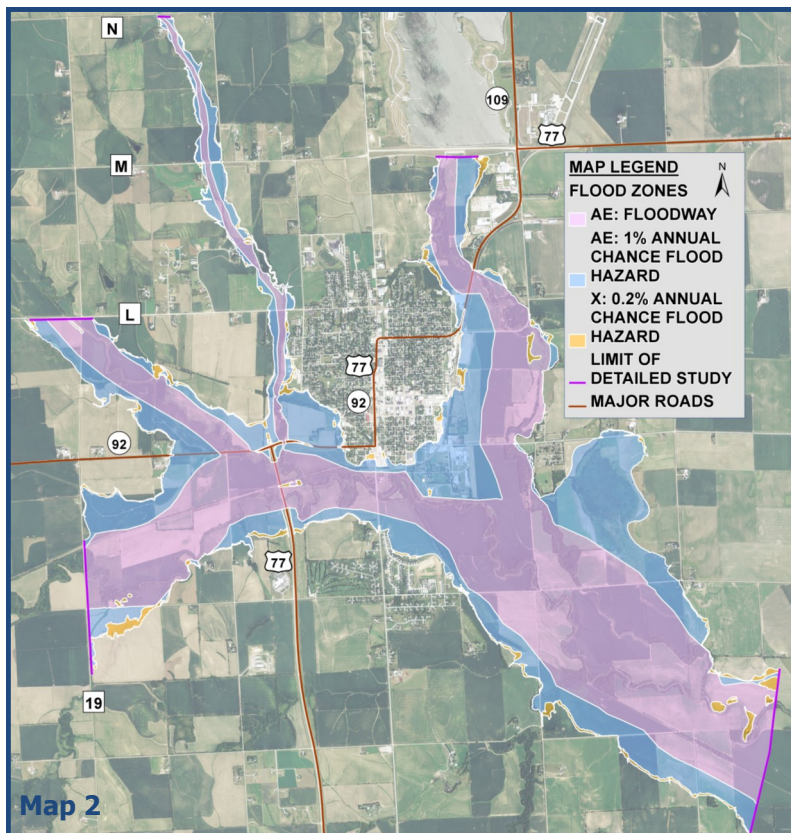 N
109
77
M
MAP LEGEND
N
FLOOD ZONES
AE: FLOODWAY
AE: 1% ANNUAL
CHANCE FLOOD
HAZARD
X: 0.2% ANNUAL
CHANCE FLOOD
HAZARD
LIMIT OF
DETAILED STUDY
MAJOR ROADS
L
77
92
92
77
19
Map 2